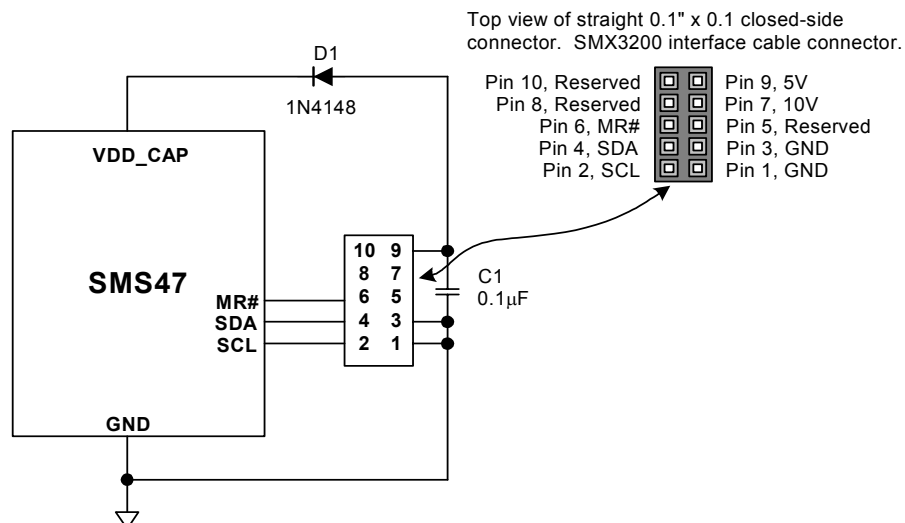 Top view of straight 0.1" x 0.1 closed-side
connector. SMX3200 interface cable connector.
D1
1N4148
Pin 10, Reserved
Pin 9, 5V
Pin 8, Reserved
Pin 7, 10V
Pin 6, MR#
Pin 5, Reserved
Pin 4, SDA
Pin 3, GND
Pin 2, SCL
Pin 1, GND
VDD_CAP
SMS47
MR#
SDA
SCL
GND
10 9
8 7
6 5
4 3
2 1
C1
0.1μF